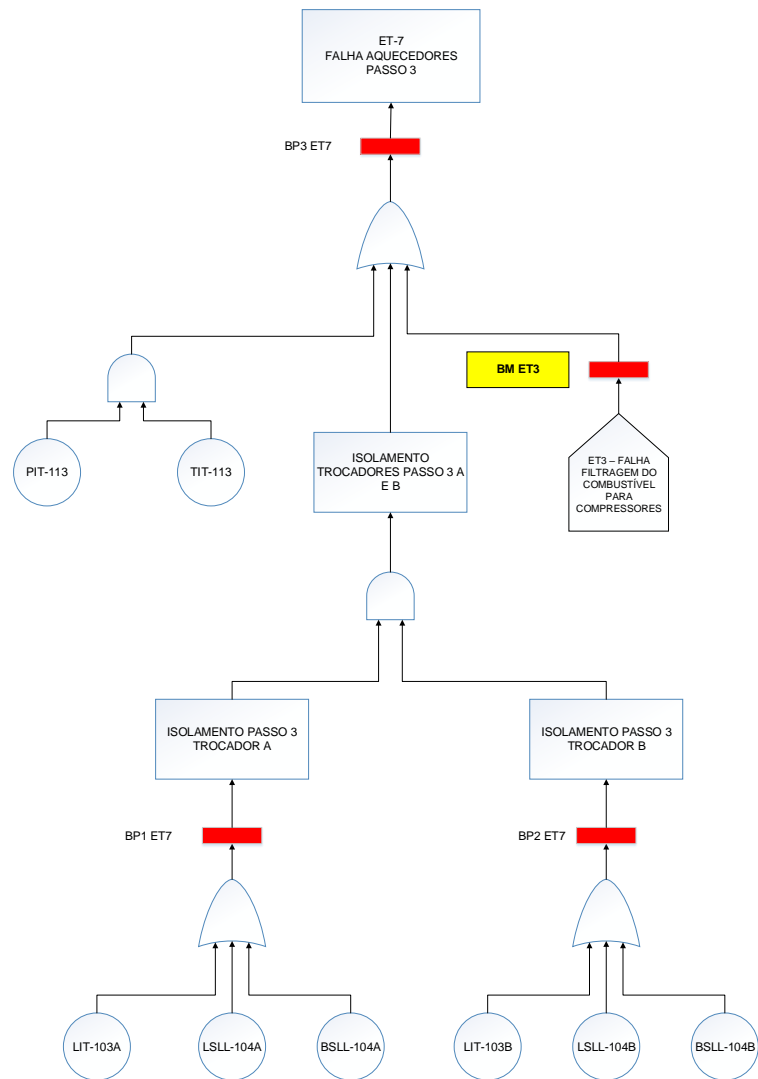 ET-7
FALHA AQUECEDORES
PASSO 3
BP3 ET7
BM ET3
PIT-113
TIT-113
ISOLAMENTO
TROCADORES PASSO 3 A
E B
ET3 – FALHA
FILTRAGEM DO
COMBUSTÍVEL
PARA
COMPRESSORES
ISOLAMENTO PASSO 3
TROCADOR A
ISOLAMENTO PASSO 3
TROCADOR B
BP1 ET7
BP2 ET7
LIT-103A
LSLL-104A
BSLL-104A
LIT-103B
LSLL-104B
BSLL-104B